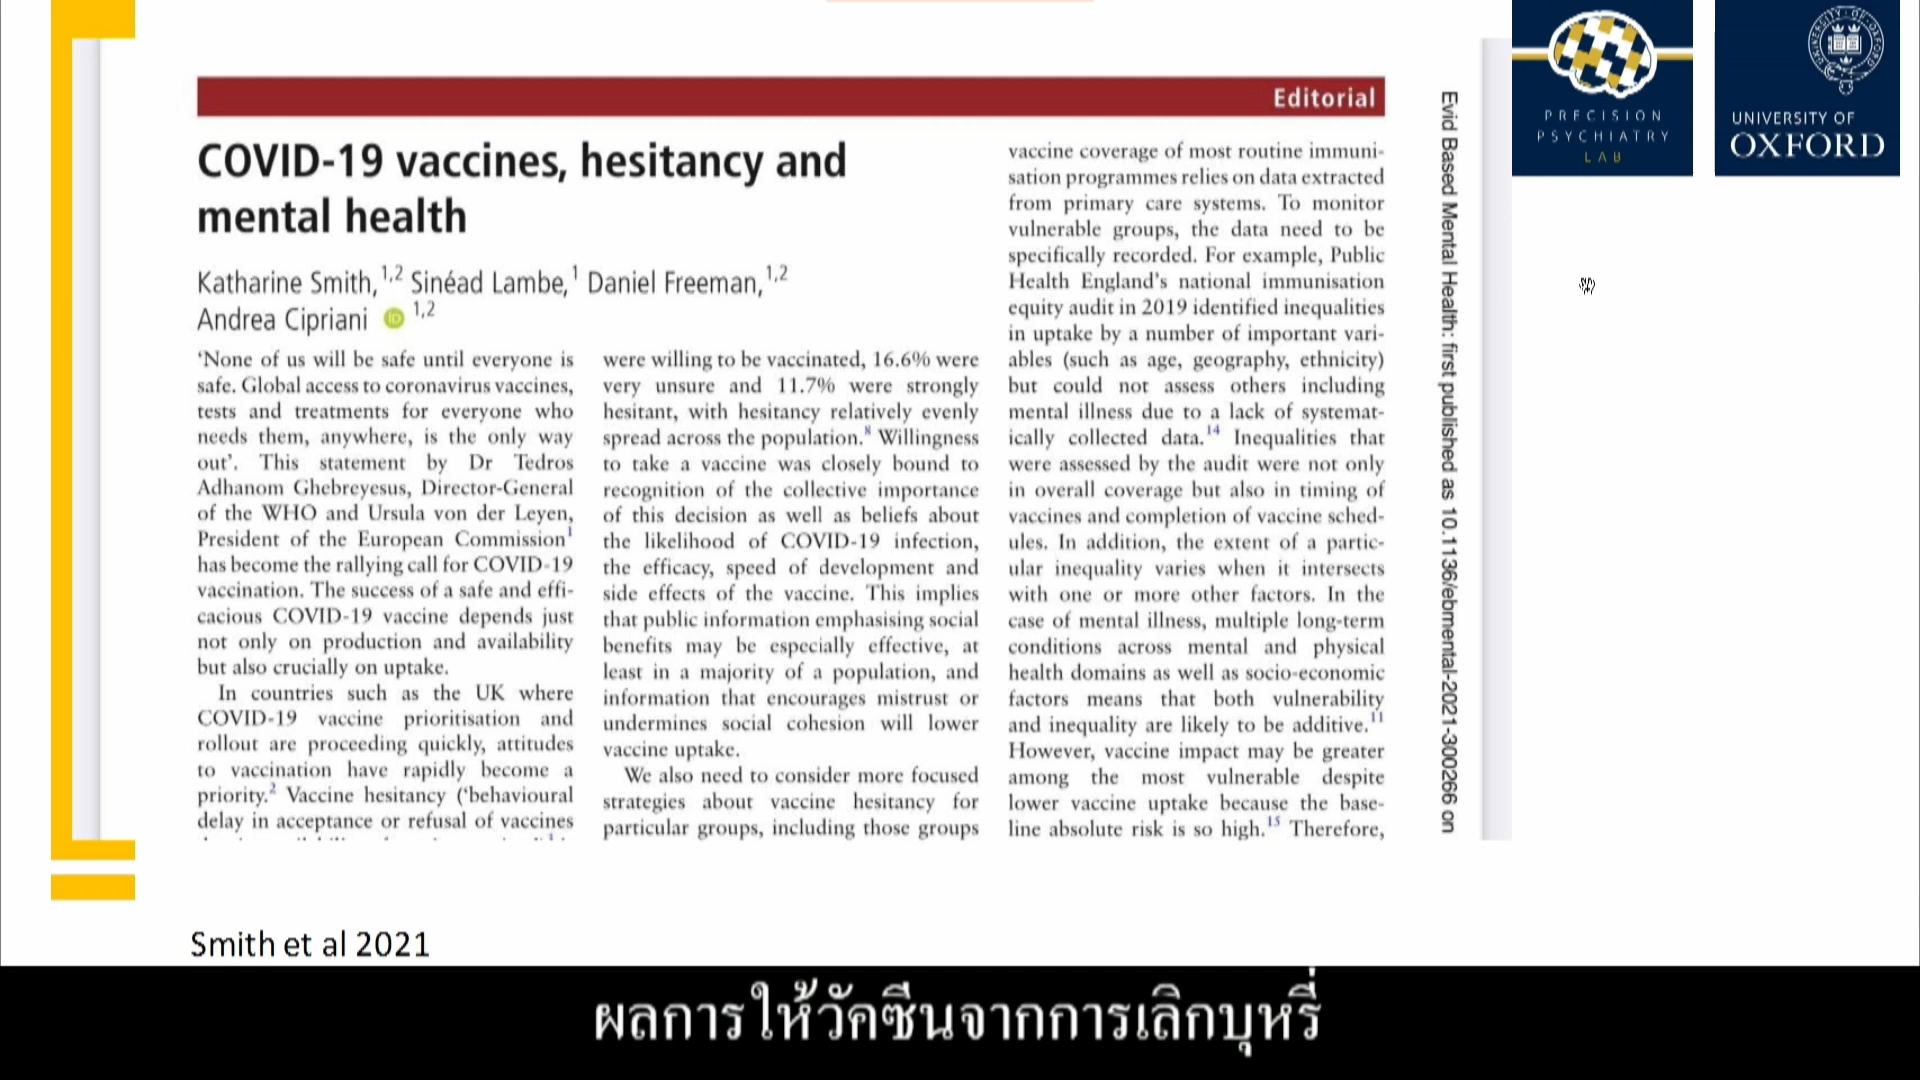 Editorial
COVID-19 vaccines, hesitancy and
mental health
Katharine Smith,1,2 Sinéad Lambe,1 Daniel Freeman,1,2
Andrea Cipriani iD 1,2
‘None of us will be safe until everyone is
safe. Global access to coronavirus vaccines,
tests and treatments for everyone who
needs them, anywhere, is the only way
out’. This statement by Dr Tedros
Adhanom Ghebreyesus, Director-General
of the WHO and Ursula von der Leyen,
President of the European Commission1
has become the rallying call for COVID-19
vaccination. The success of a safe and effi-
cacious COVID-19 vaccine depends just
not only on production and availability
but also crucially on uptake.
In countries such as the UK where
COVID-19 vaccine prioritisation and
rollout are proceeding quickly, attitudes
to vaccination have rapidly become a
priority.2 Vaccine hesitancy (‘behavioural
delay in acceptance or refusal of vaccines
were willing to be vaccinated, 16.6% were
very unsure and 11.7% were strongly
hesitant, with hesitancy relatively evenly
spread across the population.8 Willingness
to take a vaccine was closely bound to
recognition of the collective importance
of this decision as well as beliefs about
the likelihood of COVID-19 infection,
the efficacy, speed of development and
side effects of the vaccine. This implies
that public information emphasising social
benefits may be especially effective, at
least in a majority of a population, and
information that encourages mistrust or
undermines social cohesion will lower
vaccine uptake.
We also need to consider more focused
strategies about vaccine hesitancy for
particular groups, including those groups
vaccine coverage of most routine immuni-
sation programmes relies on data extracted
from primary care systems. To monitor
vulnerable groups, the data need to be
specifically recorded. For example, Public
Health England’s national immunisation
equity audit in 2019 identified inequalities
in uptake by a number of important vari-
ables (such as age, geography, ethnicity)
but could not assess others including
mental illness due to a lack of systemat-
ically collected data.14 Inequalities that
were assessed by the audit were not only
in overall coverage but also in timing of
vaccines and completion of vaccine sched-
ules. In addition, the extent of a partic-
ular inequality varies when it intersects
with one or more other factors. In the
case of mental illness, multiple long-term
conditions across mental and physical
health domains as well as socio-economic
factors means that both vulnerability
and inequality are likely to be additive.11
However, vaccine impact may be greater
among the most vulnerable despite
lower vaccine uptake because the base-
line absolute risk is so high.15 Therefore,
Evid Based Mental Health: first published as 10.1136/ebmental-2021-300266 on
PRECISION
PSYCHIATRY
LAB
UNIVERSITY OF
OXFORD
Smith et al 2021
ผลการให้วัคซีนจากการเลิกบุหรี่